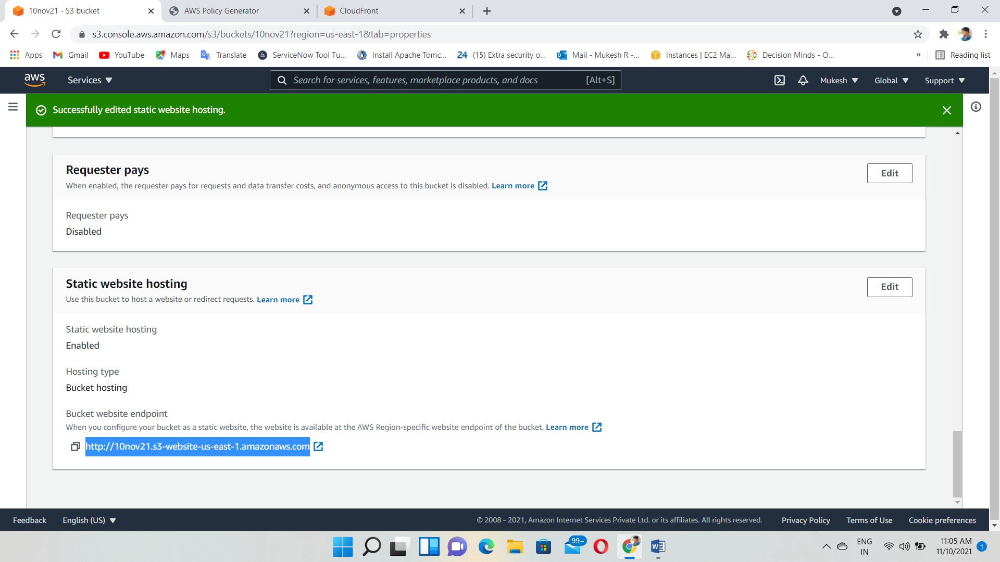 10nov21 - S3 bucket
AWS Policy Generator
CloudFront
s3.console.aws.amazon.com/s3/buckets/10nov21?region=us-east-1&tab=properties
Apps
Gmail
YouTube
Maps
Translate
ServiceNow Tool Tu...
Install Apache Tomc...
24 (15) Extra security o...
Mail - Mukesh R -...
Instances | EC2 Ma...
Decision Minds - O...
»
Reading list
aws
Services
Search for services, features, marketplace products, and docs
[Alt+S]
Mukesh
Global
Support
Successfully edited static website hosting.
Requester pays
Edit
When enabled, the requester pays for requests and data transfer costs, and anonymous access to this bucket is disabled. Learn more
Requester pays
Disabled
Static website hosting
Edit
Use this bucket to host a website or redirect requests. Learn more
Static website hosting
Enabled
Hosting type
Bucket hosting
Bucket website endpoint
When you configure your bucket as a static website, the website is available at the AWS Region-specific website endpoint of the bucket. Learn more
http://10nov21.s3-website-us-east-1.amazonaws.com
Feedback
English (US)
© 2008 - 2021, Amazon Internet Services Private Ltd. or its affiliates. All rights reserved.
Privacy Policy
Terms of Use
Cookie preferences
99+
ENG
IN
11:05 AM
11/10/2021
1